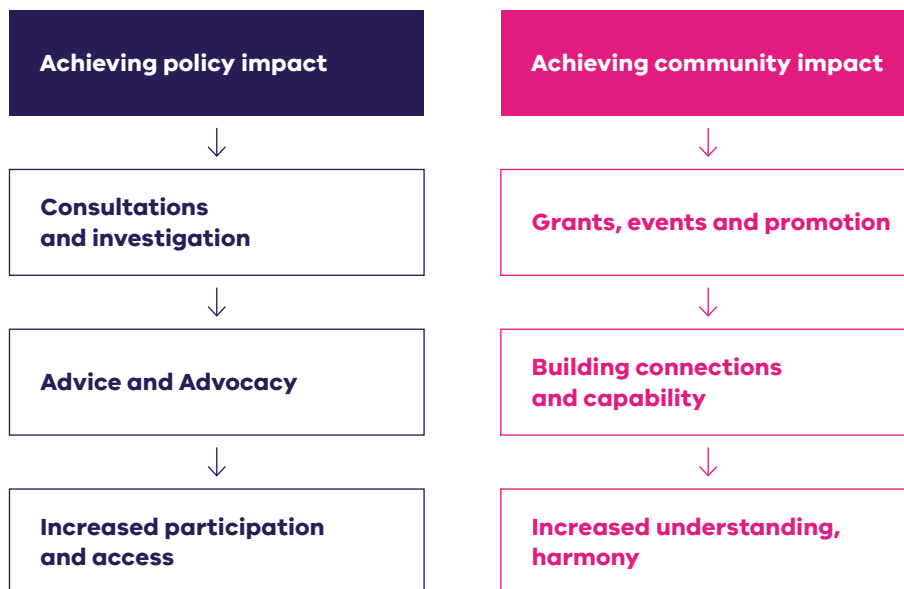 Achieving policy impact
Consultations
and investigation
Advice and Advocacy
Increased participation
and access
Achieving community impact
Grants, events and promotion
Building connections
and capability
Increased understanding,
harmony